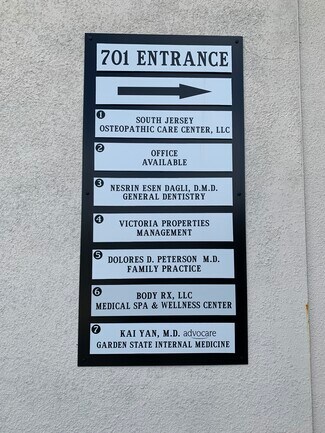 701 ENTRANCE
1 SOUTH JERSEY
OSTEOPATHIC CARE CENTER, LLC
2 OFFICE
AVAILABLE
3 NESRIN ESEN DAGLI, D.M.D.
GENERAL DENTISTRY
4 VICTORIA PROPERTIES
MANAGEMENT
5 DOLORES D. PETERSON M.D.
FAMILY PRACTICE
6 BODY RX, LLC
MEDICAL SPA & WELLNESS CENTER
7 KAI YAN, M.D. advocare
GARDEN STATE INTERNAL MEDICINE